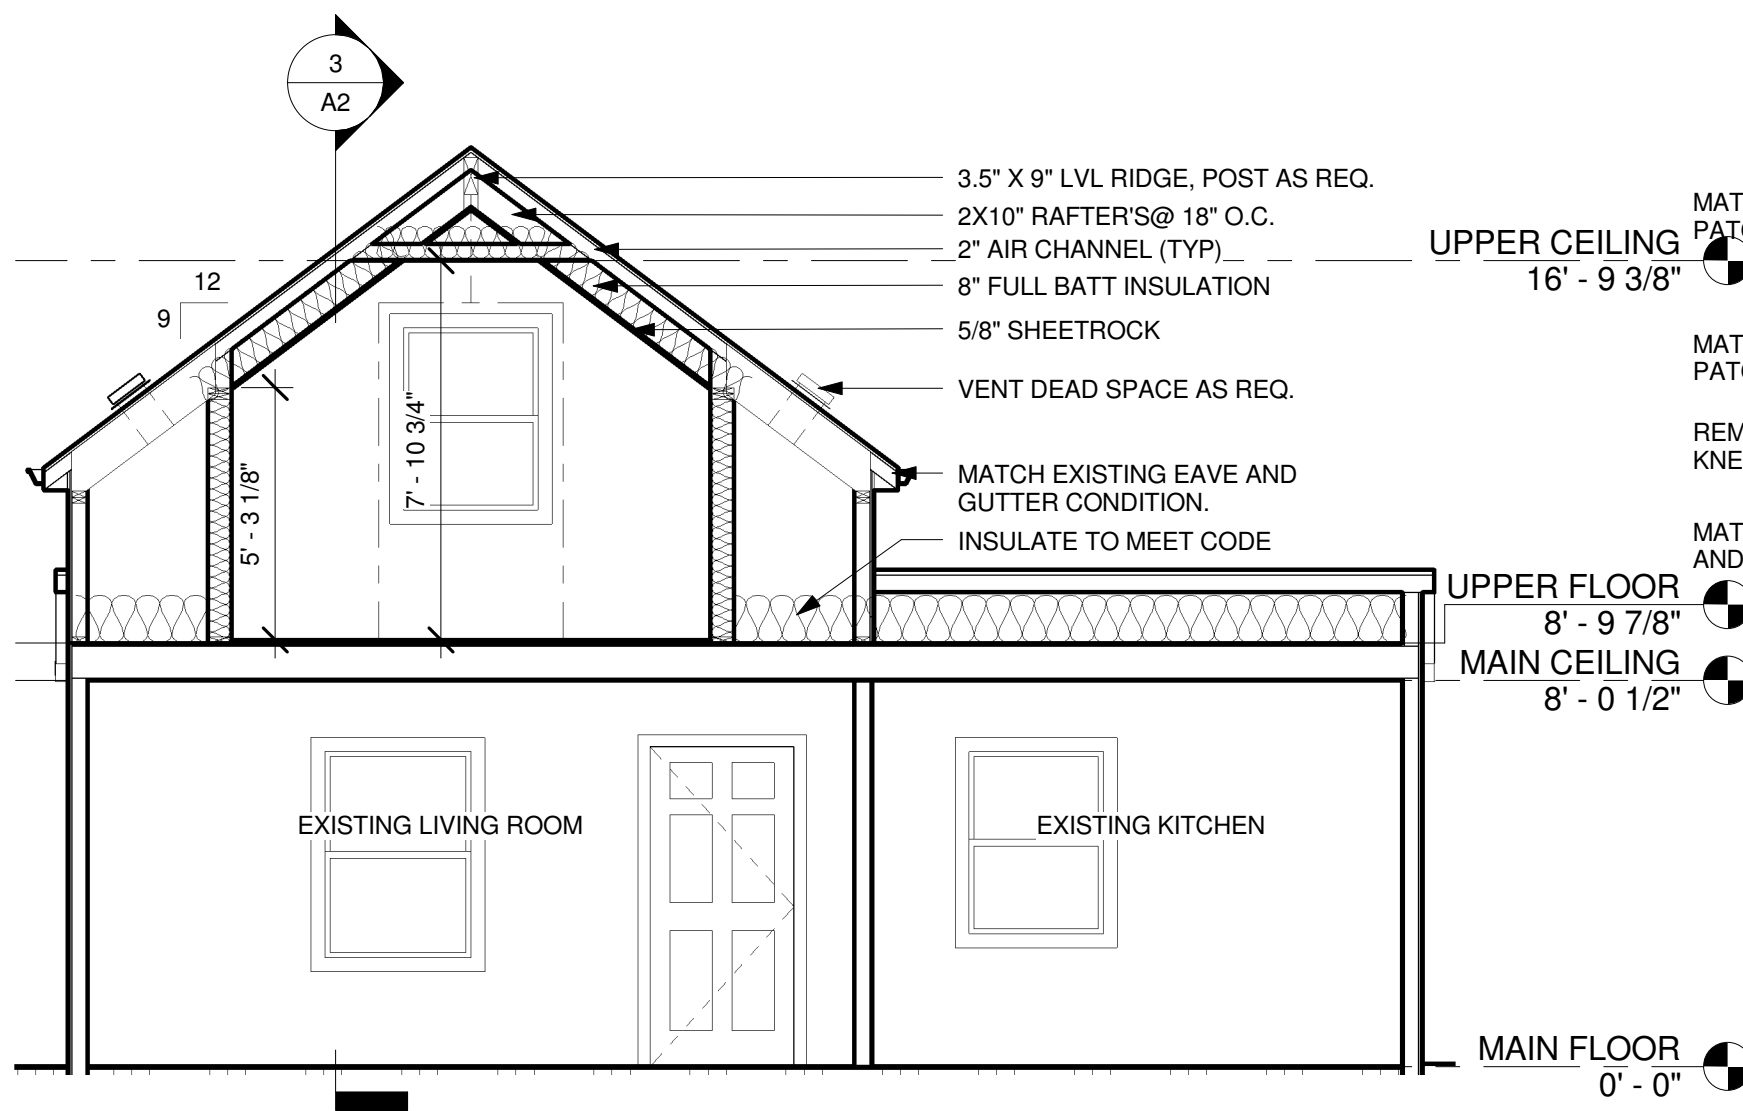 3
A2
3.5" X 9" LVL RIDGE, POST AS REQ.
2X10" RAFTER'S@ 18" O.C.
2" AIR CHANNEL (TYP)
8" FULL BATT INSULATION
5/8" SHEETROCK
VENT DEAD SPACE AS REQ.
MATCH EXISTING EAVE AND
GUTTER CONDITION.
INSULATE TO MEET CODE
12
9
5' - 3 1/8"
7' - 10 3/4"
UPPER CEILING
16' - 9 3/8"
UPPER FLOOR
8' - 9 7/8"
MAIN CEILING
8' - 0 1/2"
MAIN FLOOR
0' - 0"
EXISTING LIVING ROOM
EXISTING KITCHEN
MAT
PAT
MAT
PAT
REM
KNE
MAT
AND